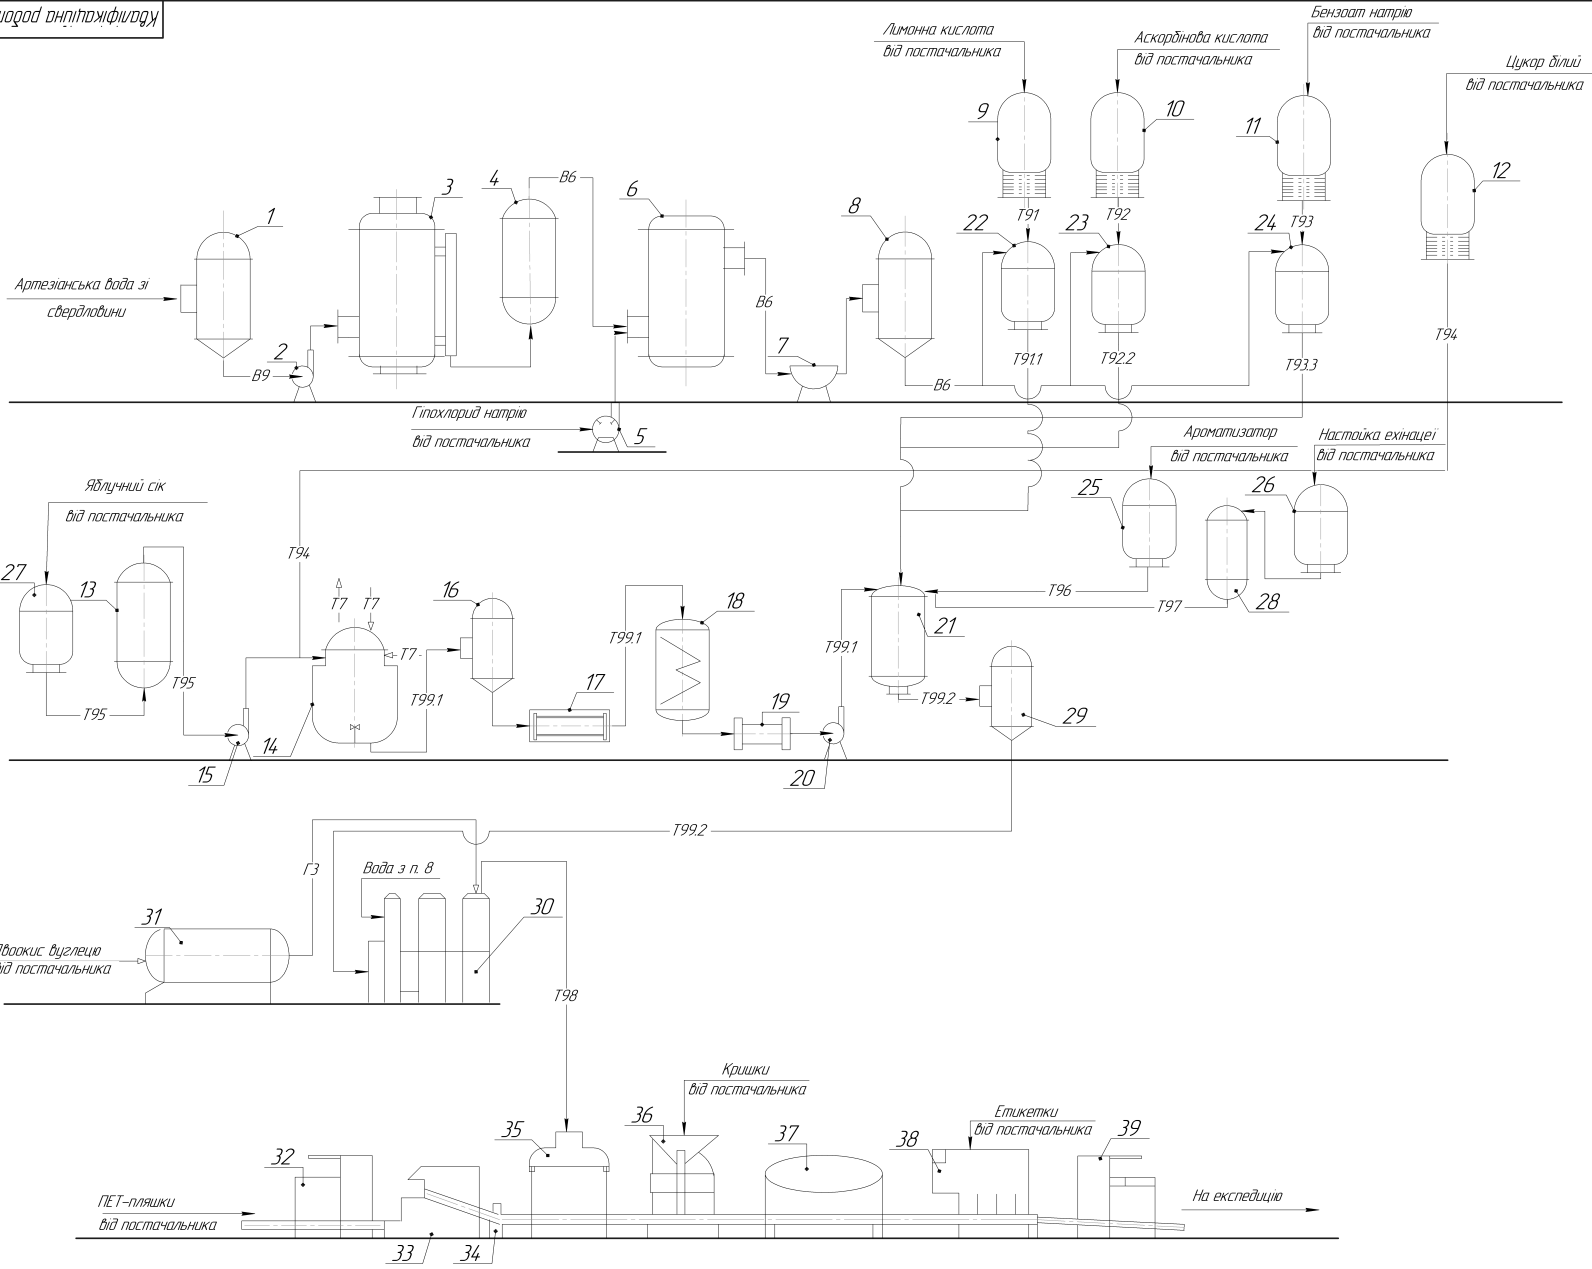 Кваліфікаційна робот
Лимонна кислота
від постачальника
Аскорбінова кислота
від постачальника
Бензоат натрію
від постачальника
Цукор білий
від постачальника
9
10
11
12
1
3
4
В6
6
8
Т91
Т92
Т93
22
23
24
Артезіанська вода зі
свердловини
2
В9
В6
7
В6
Т91.1
Т92.2
Т93.3
Т94
Гіпохлорид натрію
від постачальника
5
Ароматизатор
від постачальника
Настойка ехінацеї
від постачальника
Яблучний сік
від постачальника
25
26
27
13
Т94
Т7
Т7
Т7
16
18
Т99.1
Т99.1
Т96
Т97
28
21
Т95
Т95
Т99.1
17
19
Т99.2
29
14
15
20
Т99.2
Г3
Вода з п. 8
31
30
Двоокис вуглецю
від постачальника
Т98
Кришки
від постачальника
Етикетки
від постачальника
32
35
36
37
38
39
ПЕТ-пляшки
від постачальника
На експедицію
33
34